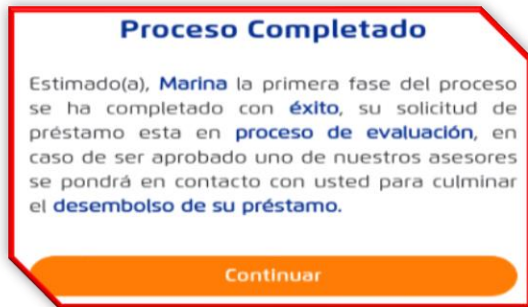 Proceso Completado
Estimado(a), Marina la primera fase del proceso
se ha completado con éxito, su solicitud de
préstamo esta en proceso de evaluación, en
caso de ser aprobado uno de nuestros asesores
se pondrá en contacto con usted para culminar
el desembolso de su préstamo.
Continuar